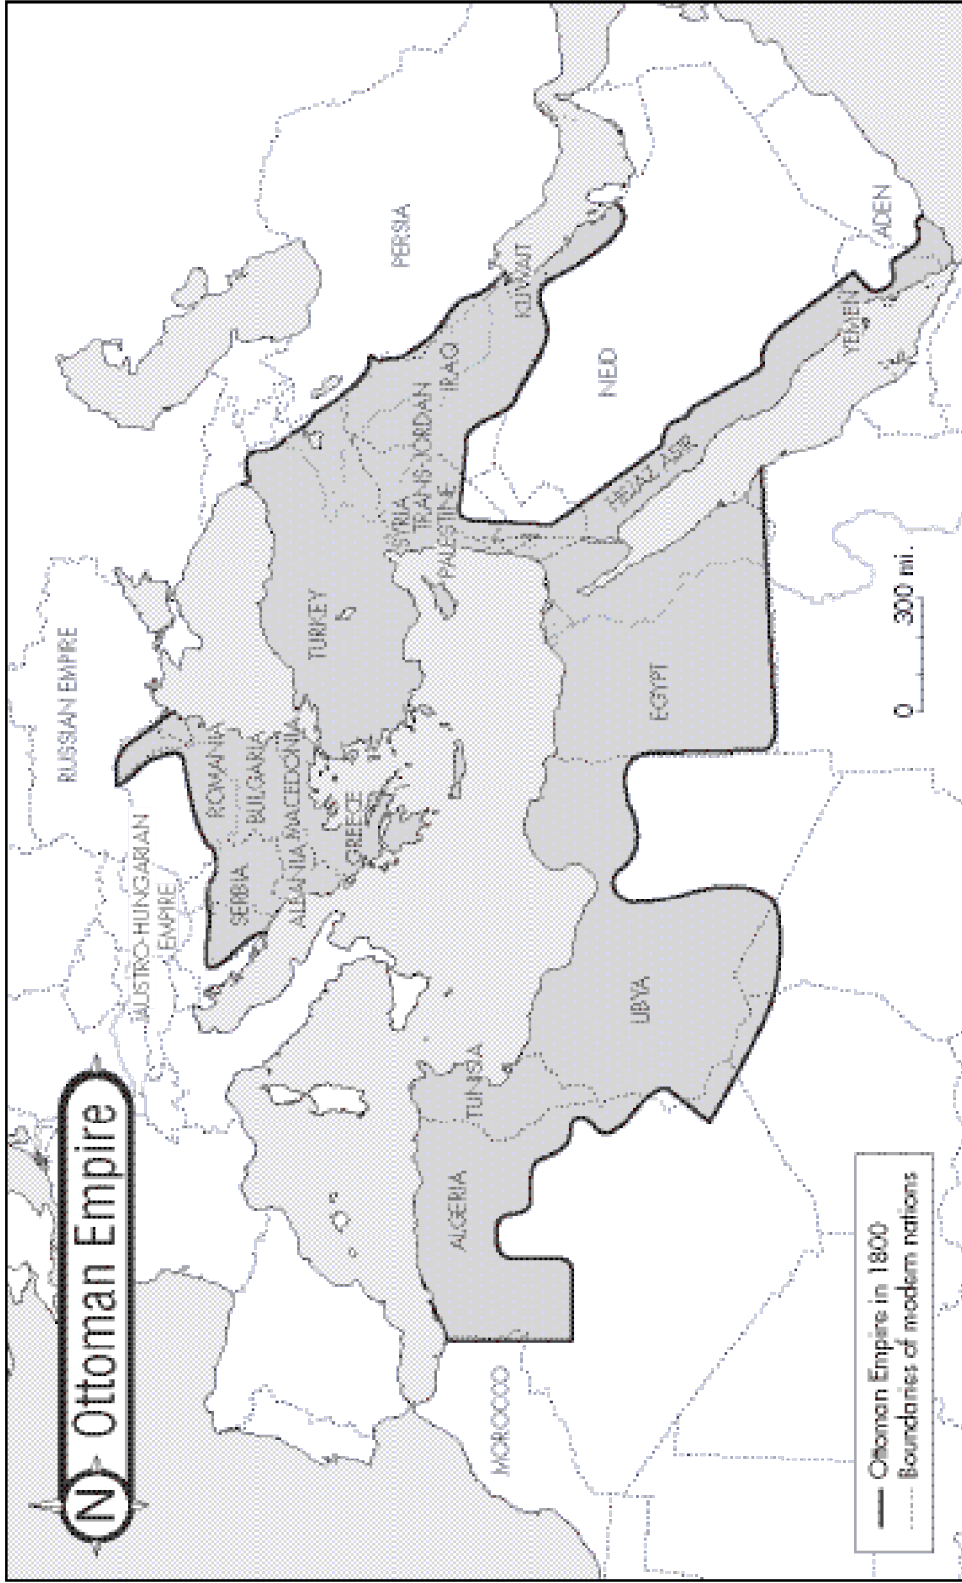 N Ottoman Empire
RUSSIAN EMPIRE
AUSTRO-HUNGARIAN
EMPIRE
ROMANIA
SERBIA
BULGARIA
ALBANIA
MACEDONIA
GREECE
TURKEY
PERSIA
SYRIA
TRANS-JORDAN
IRAQ
PALESTINE
KUWAIT
TUNISIA
ALGERIA
MOROCCO
LIBYA
EGYPT
NEJD
HEJAZ ASIR
YEMEN
ADEN
0 300 mi.
Ottoman Empire in 1800
Boundaries of modern nations